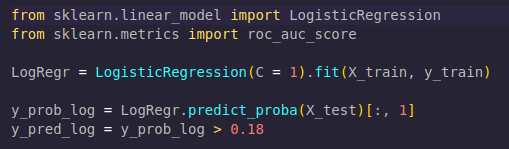 from sklearn.linear_model import LogisticRegression
from sklearn.metrics import roc_auc_score
LogRegr = LogisticRegression(C = 1).fit(X_train, y_train)
y_prob_log = LogRegr.predict_proba(X_test)[:, 1]
y_pred_log = y_prob_log > 0.18